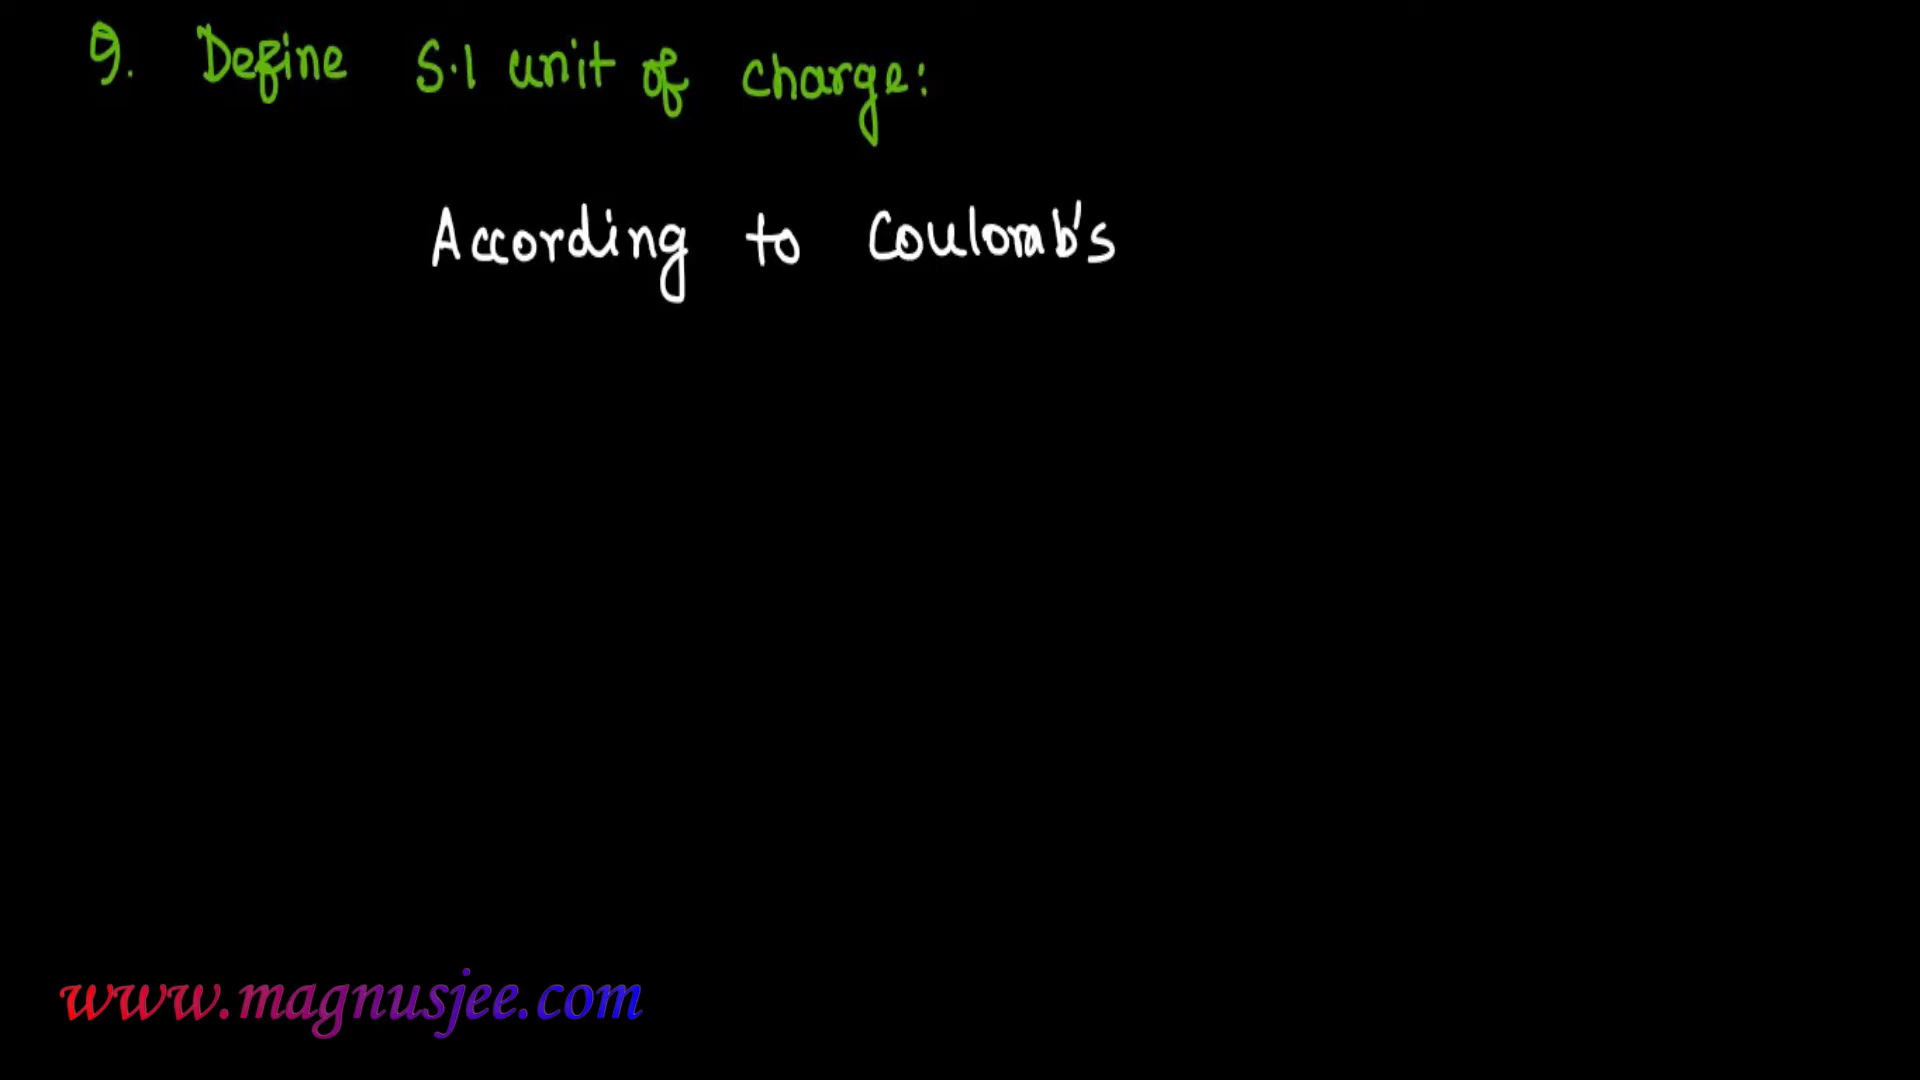 9. Define S.I unit of charge:
According to Coulomb's
www.magnusjee.com